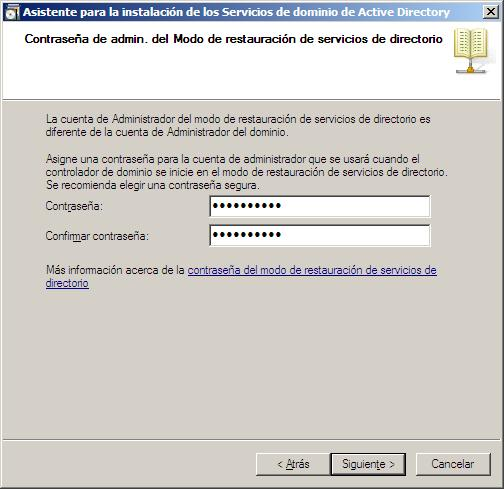 Asistente para la instalación de los Servicios de dominio de Active Directory
Contraseña de admin. del Modo de restauración de servicios de directorio
La cuenta de Administrador del modo de restauración de servicios de directorio es
diferente de la cuenta de Administrador del dominio.
Asigne una contraseña para la cuenta de administrador que se usará cuando el
controlador de dominio se inicie en el modo de restauración de servicios de directorio.
Se recomienda elegir una contraseña segura.
Contraseña: ••••••••••
Confirmar contraseña: ••••••••••
Más información acerca de la contraseña del modo de restauración de servicios de
directorio
< Atrás Siguiente > Cancelar